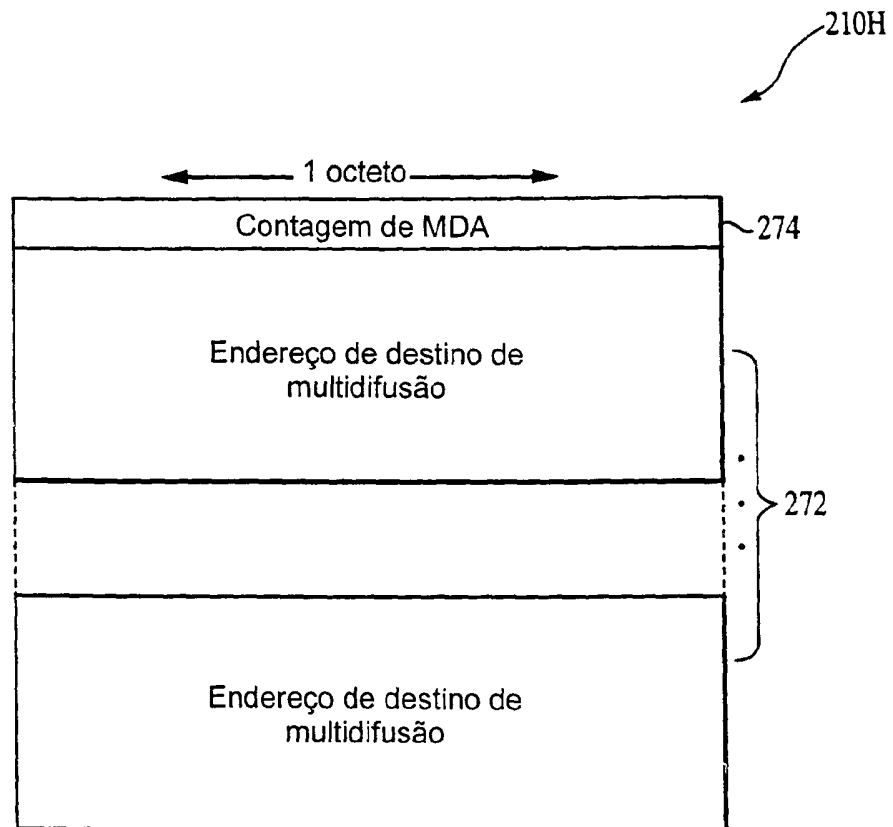 210H
1 octeto
Contagem de MDA
274
Endereço de destino de
multidifusão
272
Endereço de destino de
multidifusão